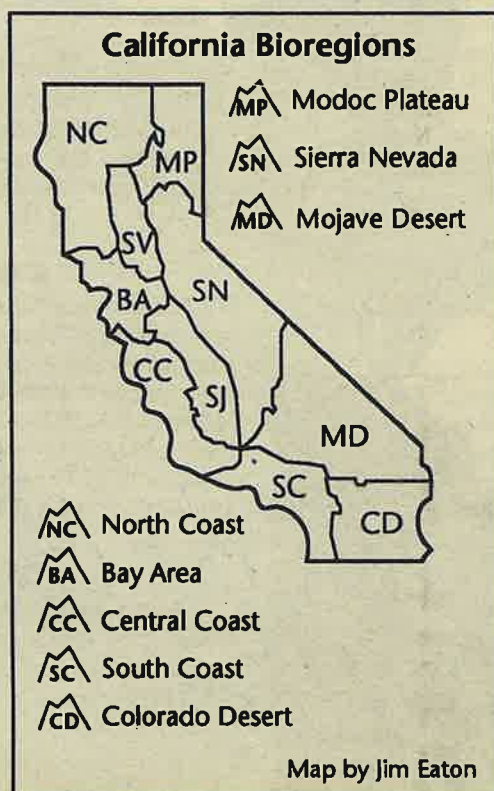 California Bioregions
MP Modoc Plateau
SN Sierra Nevada
MD Mojave Desert
NC
MP
SV
BA
SN
CC
SJ
MD
SC
CD
NC North Coast
BA Bay Area
CC Central Coast
SC South Coast
CD Colorado Desert
Map by Jim Eaton